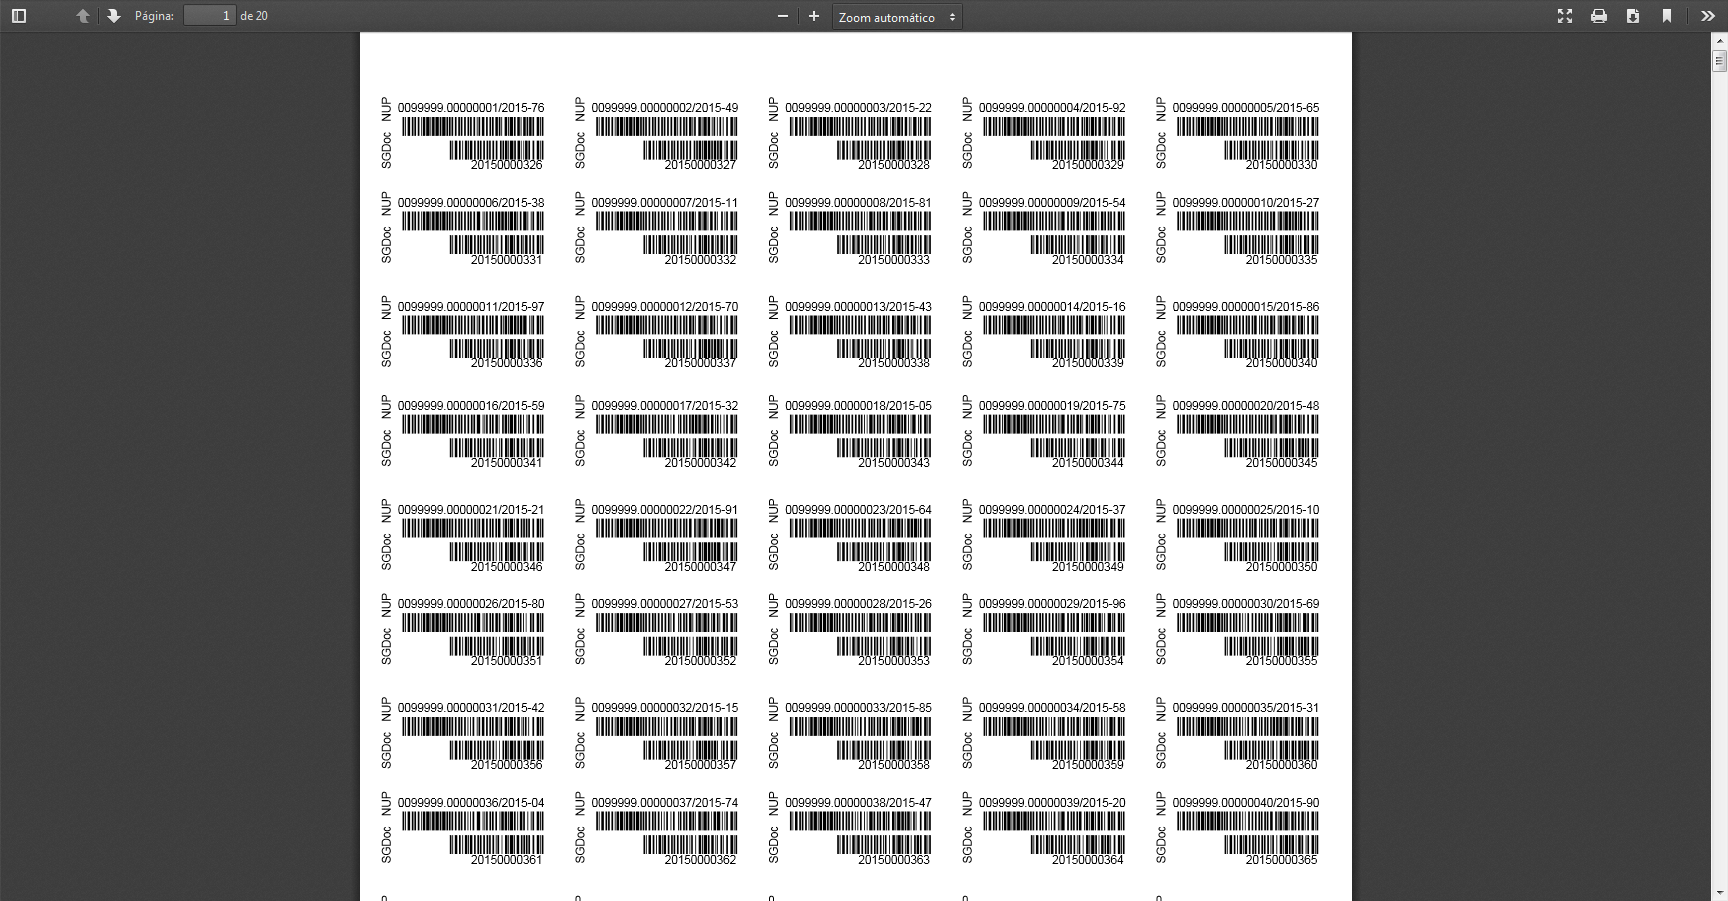 Página: 1 de 20 Zoom automático
NUP 0099999.00000001/2015-76 NUP 0099999.00000002/2015-49 NUP 0099999.00000003/2015-22 NUP 0099999.00000004/2015-92 NUP 0099999.00000005/2015-65
SGDoc 20150000326 SGDoc 20150000327 SGDoc 20150000328 SGDoc 20150000329 SGDoc 20150000330
NUP 0099999.00000006/2015-38 NUP 0099999.00000007/2015-11 NUP 0099999.00000008/2015-81 NUP 0099999.00000009/2015-54 NUP 0099999.00000010/2015-27
SGDoc 20150000331 SGDoc 20150000332 SGDoc 20150000333 SGDoc 20150000334 SGDoc 20150000335
NUP 0099999.00000011/2015-97 NUP 0099999.00000012/2015-70 NUP 0099999.00000013/2015-43 NUP 0099999.00000014/2015-16 NUP 0099999.00000015/2015-86
SGDoc 20150000336 SGDoc 20150000337 SGDoc 20150000338 SGDoc 20150000339 SGDoc 20150000340
NUP 0099999.00000016/2015-59 NUP 0099999.00000017/2015-32 NUP 0099999.00000018/2015-05 NUP 0099999.00000019/2015-75 NUP 0099999.00000020/2015-48
SGDoc 20150000341 SGDoc 20150000342 SGDoc 20150000343 SGDoc 20150000344 SGDoc 20150000345
NUP 0099999.00000021/2015-21 NUP 0099999.00000022/2015-91 NUP 0099999.00000023/2015-64 NUP 0099999.00000024/2015-37 NUP 0099999.00000025/2015-10
SGDoc 20150000346 SGDoc 20150000347 SGDoc 20150000348 SGDoc 20150000349 SGDoc 20150000350
NUP 0099999.00000026/2015-80 NUP 0099999.00000027/2015-53 NUP 0099999.00000028/2015-26 NUP 0099999.00000029/2015-96 NUP 0099999.00000030/2015-69
SGDoc 20150000351 SGDoc 20150000352 SGDoc 20150000353 SGDoc 20150000354 SGDoc 20150000355
NUP 0099999.00000031/2015-42 NUP 0099999.00000032/2015-15 NUP 0099999.00000033/2015-85 NUP 0099999.00000034/2015-58 NUP 0099999.00000035/2015-31
SGDoc 20150000356 SGDoc 20150000357 SGDoc 20150000358 SGDoc 20150000359 SGDoc 20150000360
NUP 0099999.00000036/2015-04 NUP 0099999.00000037/2015-74 NUP 0099999.00000038/2015-47 NUP 0099999.00000039/2015-20 NUP 0099999.00000040/2015-90
SGDoc 20150000361 SGDoc 20150000362 SGDoc 20150000363 SGDoc 20150000364 SGDoc 20150000365